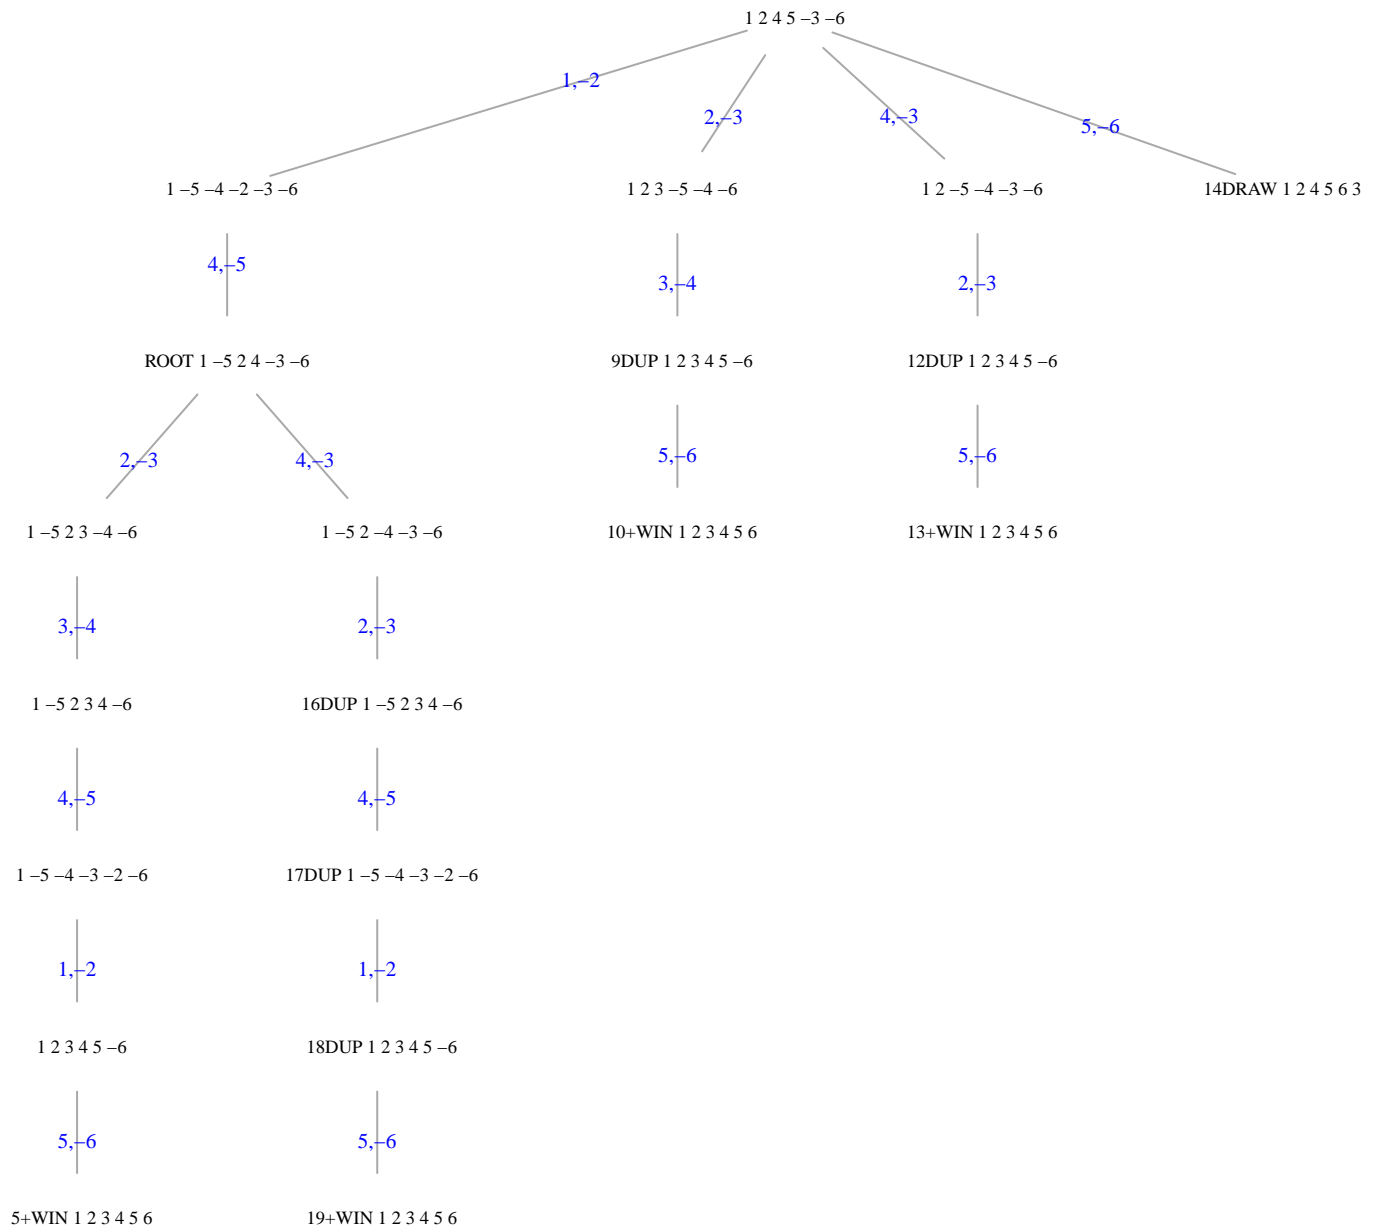 1 2 4 5 –3 –6
1,–2
2,–3
4,–3
5,–6
1 –5 –4 –2 –3 –6
1 2 3 –5 –4 –6
1 2 –5 –4 –3 –6
14DRAW 1 2 4 5 6 3
4,–5
3,–4
2,–3
ROOT 1 –5 2 4 –3 –6
9DUP 1 2 3 4 5 –6
12DUP 1 2 3 4 5 –6
2,–3
4,–3
5,–6
5,–6
1 –5 2 3 –4 –6
1 –5 2 –4 –3 –6
10+WIN 1 2 3 4 5 6
13+WIN 1 2 3 4 5 6
3,–4
2,–3
1 –5 2 3 4 –6
16DUP 1 –5 2 3 4 –6
4,–5
4,–5
1 –5 –4 –3 –2 –6
17DUP 1 –5 –4 –3 –2 –6
1,–2
1,–2
1 2 3 4 5 –6
18DUP 1 2 3 4 5 –6
5,–6
5,–6
5+WIN 1 2 3 4 5 6
19+WIN 1 2 3 4 5 6